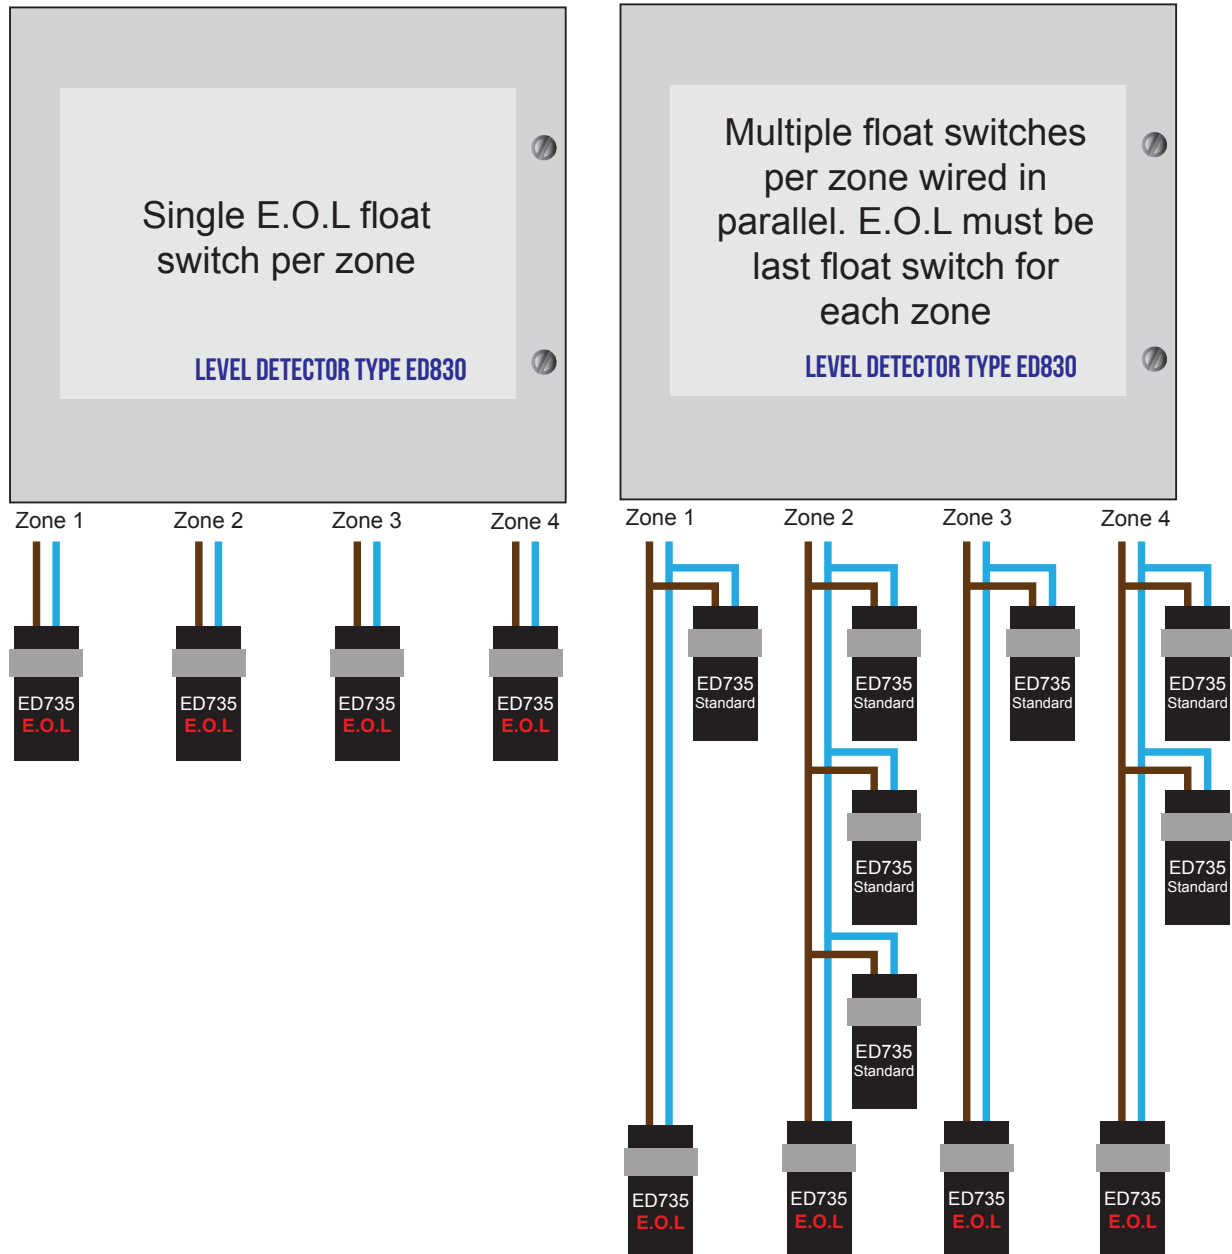 Single E.O.L float
switch per zone
LEVEL DETECTOR TYPE ED830
Zone 1
Zone 2
Zone 3
Zone 4
ED735
E.O.L
ED735
E.O.L
ED735
E.O.L
ED735
E.O.L
Multiple float switches
per zone wired in
parallel. E.O.L must be
last float switch for
each zone
LEVEL DETECTOR TYPE ED830
Zone 1
Zone 2
Zone 3
Zone 4
ED735
Standard
ED735
Standard
ED735
Standard
ED735
Standard
ED735
Standard
ED735
Standard
ED735
Standard
ED735
E.O.L
ED735
E.O.L
ED735
E.O.L
ED735
E.O.L